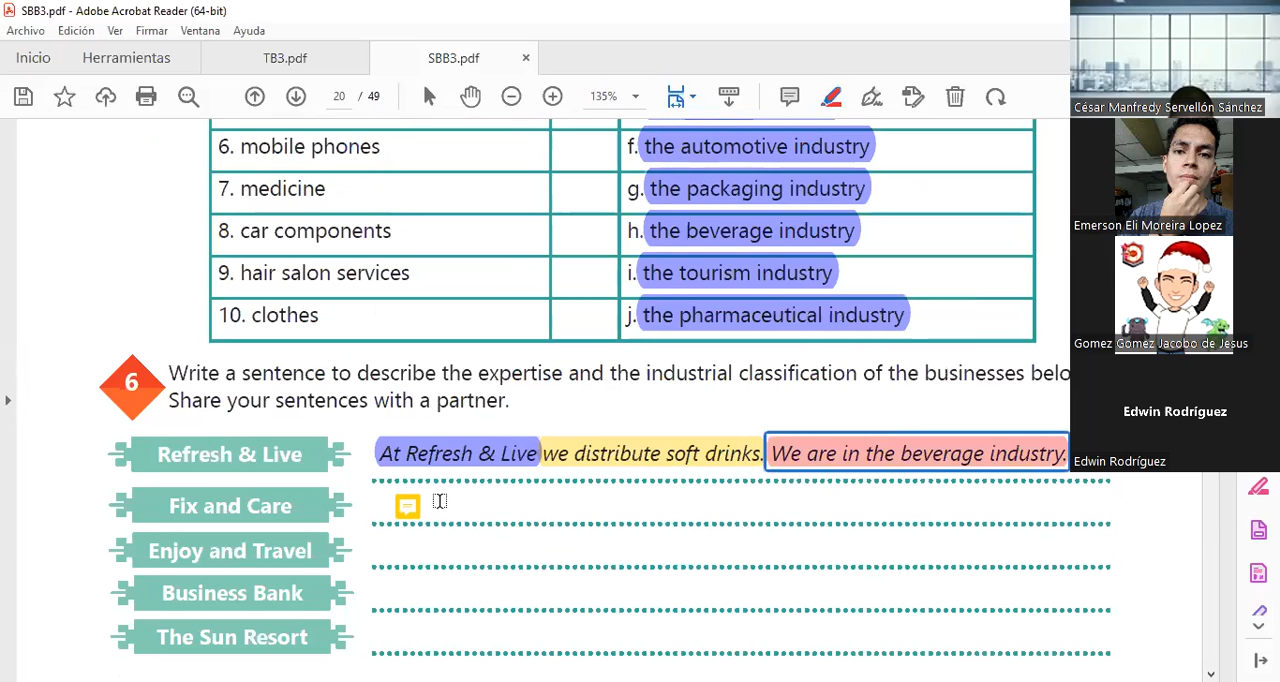 SBB3.pdf - Adobe Acrobat Reader (64-bit)
Archivo Edición Ver Firmar Ventana Ayuda
Inicio Herramientas TB3.pdf SBB3.pdf ×
20 / 49 135%
6. mobile phones f. the automotive industry
7. medicine g. the packaging industry
8. car components h. the beverage industry
9. hair salon services i. the tourism industry
10. clothes j. the pharmaceutical industry
6 Write a sentence to describe the expertise and the industrial classification of the businesses belo
Share your sentences with a partner.
Refresh & Live At Refresh & Live we distribute soft drinks. We are in the beverage industry.
Fix and Care
Enjoy and Travel
Business Bank
The Sun Resort
César Manfredy Servellón Sánchez
Emerson Eli Moreira Lopez
Gomez Gomez Jacobo de Jesus
Edwin Rodríguez
Edwin Rodríguez